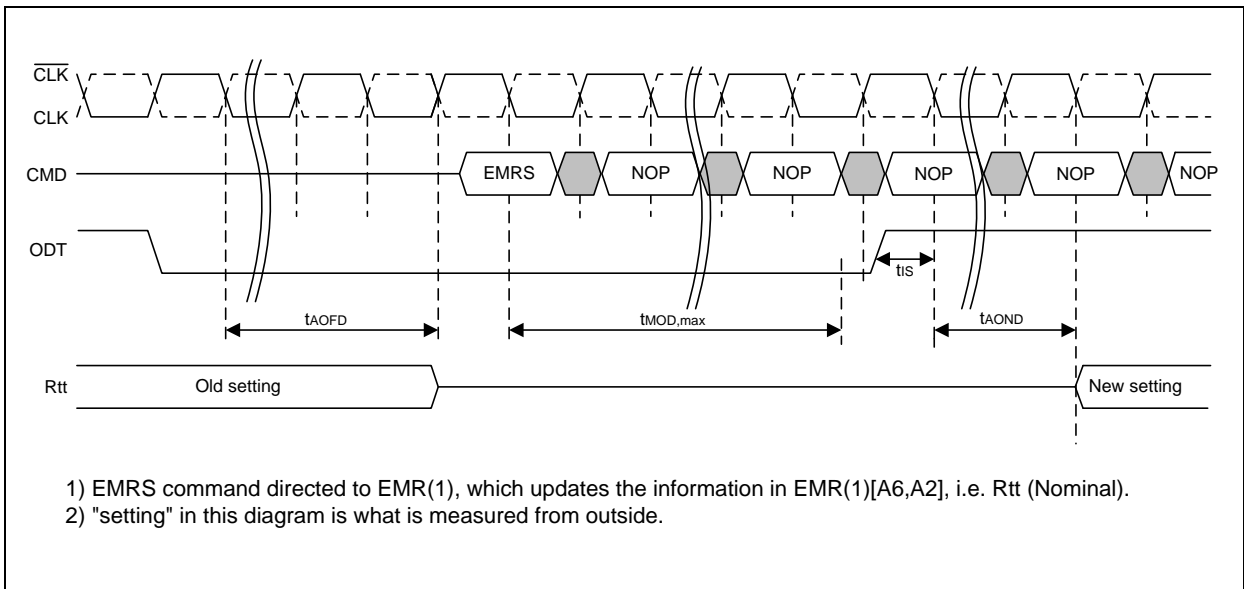 CLK
CLK
CMD
EMRS
NOP
NOP
NOP
NOP
NOP
ODT
tIS
tAOFD
tMOD,max
tAOND
Rtt
Old setting
New setting
1) EMRS command directed to EMR(1), which updates the information in EMR(1)[A6,A2], i.e. Rtt (Nominal).
2) "setting" in this diagram is what is measured from outside.